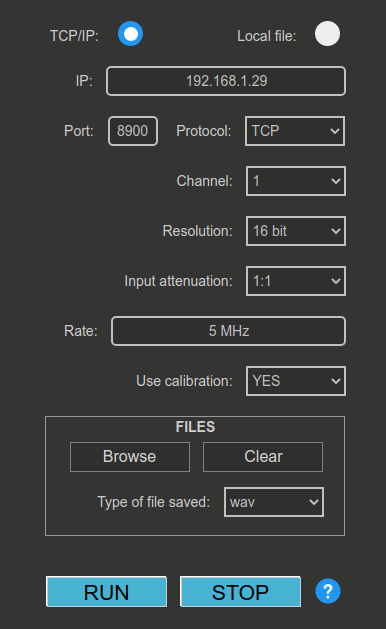 TCP/IP: Local file:
IP: 192.168.1.29
Port: 8900 Protocol: TCP
Channel: 1
Resolution: 16 bit
Input attenuation: 1:1
Rate: 5 MHz
Use calibration: YES
FILES
Browse Clear
Type of file saved: wav
RUN STOP ?